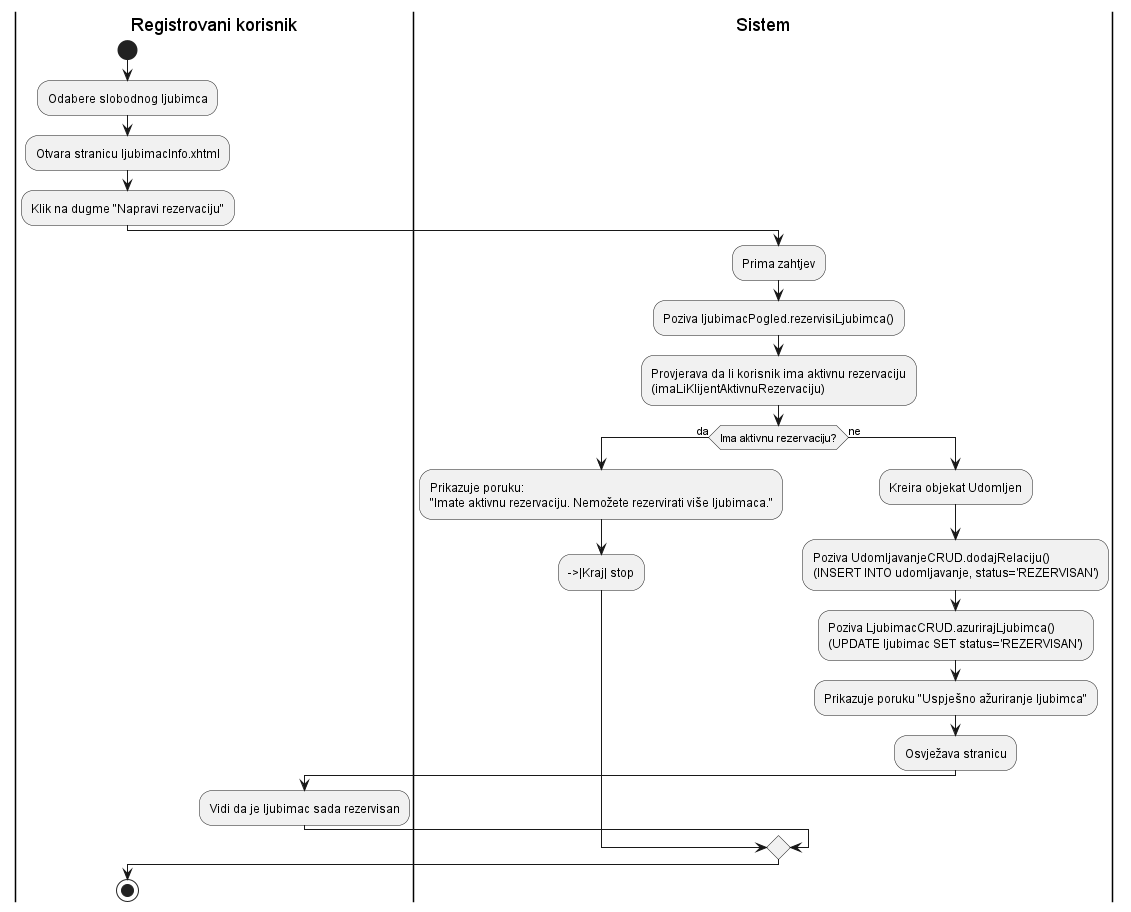 Registrovani korisnik
Sistem
Odabere slobodnog ljubimca
Otvara stranicu ljubimacInfo.xhtml
Klik na dugme "Napravi rezervaciju"
Prima zahtjev
Poziva ljubimacPogled.rezervisiLjubimca()
Provjerava da li korisnik ima aktivnu rezervaciju
(imaLiKlijentAktivnuRezervaciju)
da
Ima aktivnu rezervaciju?
ne
Prikazuje poruku:
"Imate aktivnu rezervaciju. Nemožete rezervirati više ljubimaca."
->|Kraj| stop
Kreira objekat Udomljen
Poziva UdomljavanjeCRUD.dodajRelaciju()
(INSERT INTO udomljavanje, status='REZERVISAN')
Poziva LjubimacCRUD.azurirajLjubimca()
(UPDATE ljubimac SET status='REZERVISAN')
Prikazuje poruku "Uspješno ažuriranje ljubimca"
Osvježava stranicu
Vidi da je ljubimac sada rezervisan